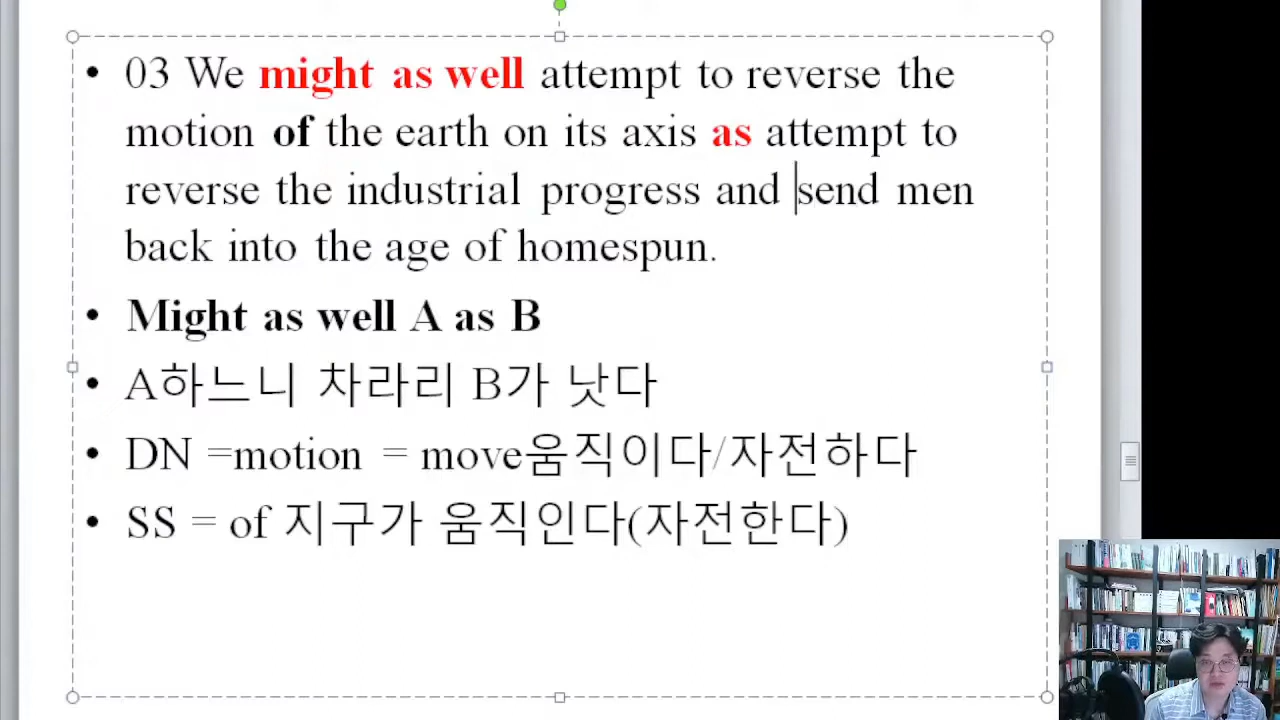 • 03 We might as well attempt to reverse the
motion of the earth on its axis as attempt to
reverse the industrial progress and send men
back into the age of homespun.
• Might as well A as B
• A하느니 차라리 B가 낫다
• DN =motion = move움직이다/자전하다
• SS = of 지구가 움직인다(자전한다)